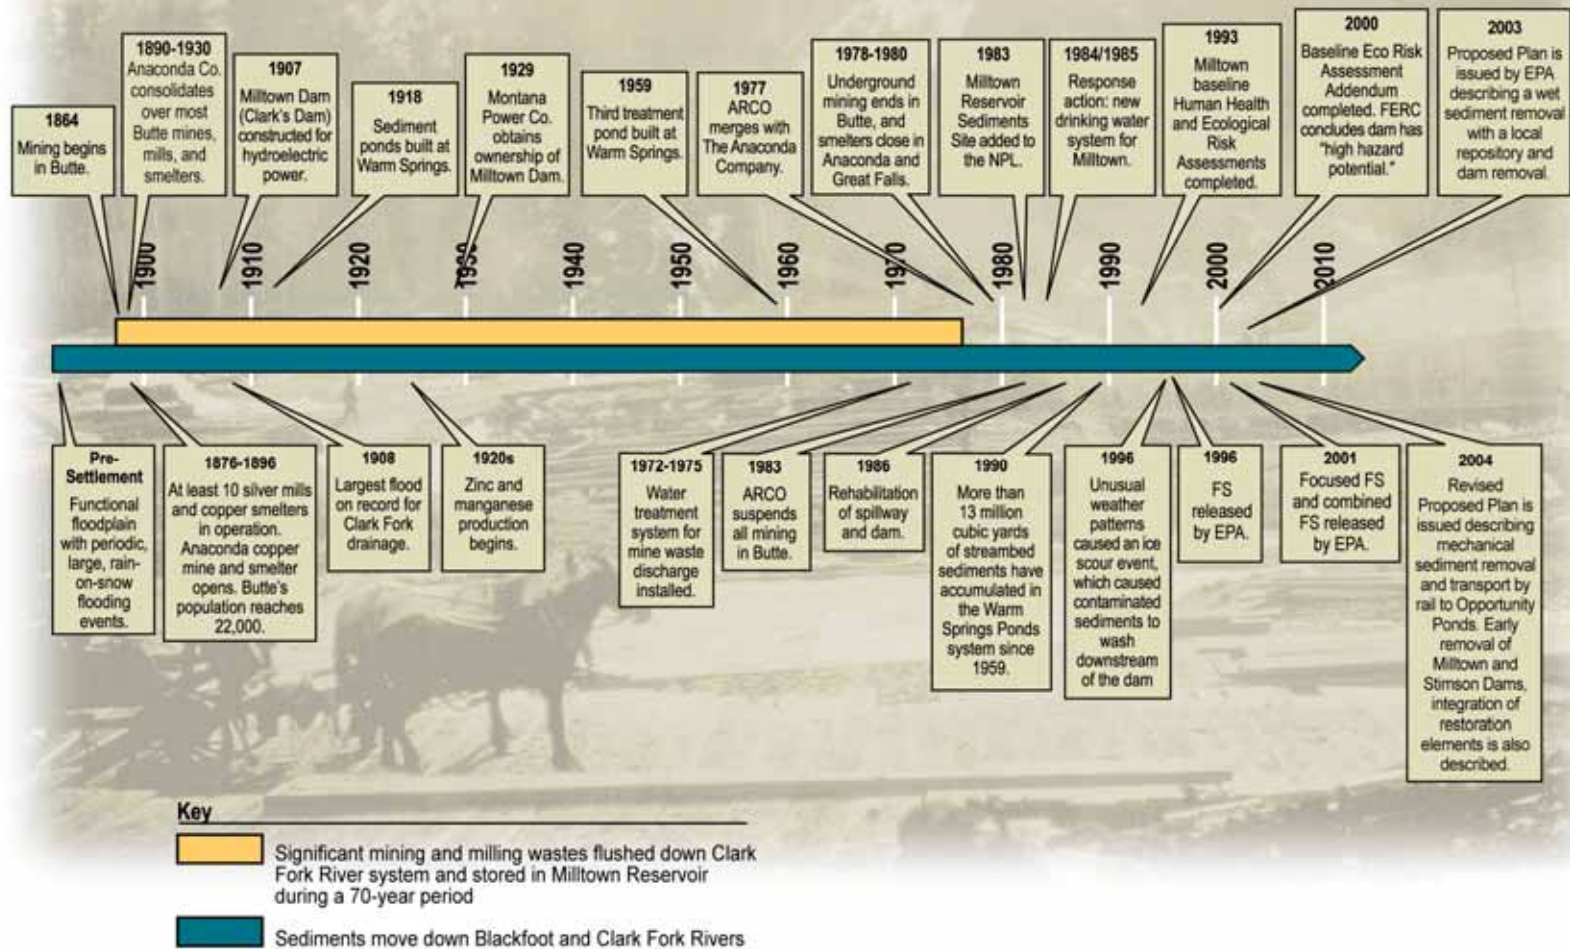 1864
Mining begins
in Butte.
1890-1930
Anaconda Co.
consolidates
over most
Butte mines,
mills, and
smelters.
1907
Milltown Dam
(Clark's Dam)
constructed for
hydroelectric
power.
1918
Sediment
ponds built at
Warm Springs.
1929
Montana
Power Co.
obtains
ownership of
Milltown Dam.
1959
Third treatment
pond built at
Warm Springs.
1977
ARCO
merges with
The Anaconda
Company.
1978-1980
Underground
mining ends in
Butte, and
smelters close in
Anaconda and
Great Falls.
1983
Milltown
Reservoir
Sediments
Site added to
the NPL.
1984/1985
Response
action: new
drinking water
system for
Milltown.
1993
Milltown
baseline
Human Health
and Ecological
Risk
Assessments
completed.
2000
Baseline Eco Risk
Assessment
Addendum
completed. FERC
concludes dam has
"high hazard
potential."
2003
Proposed Plan is
issued by EPA
describing a wet
sediment removal
with a local
repository and
dam removal.
1900
1910
1920
1930
1940
1950
1960
1970
1980
1990
2000
2010
Pre-
Settlement
Functional
floodplain
with periodic,
large, rain-
on-snow
flooding
events.
1876-1896
At least 10 silver mills
and copper smelters
in operation.
Anaconda copper
mine and smelter
opens. Butte's
population reaches
22,000.
1908
Largest flood
on record for
Clark Fork
drainage.
1920s
Zinc and
manganese
production
begins.
1972-1975
Water
treatment
system for
mine waste
discharge
installed.
1983
ARCO
suspends
all mining
in Butte.
1986
Rehabilitation
of spillway
and dam.
1990
More than
13 million
cubic yards
of streambed
sediments have
accumulated in
the Warm
Springs Ponds
system since
1959.
1996
Unusual
weather
patterns
caused an ice
scour event,
which caused
contaminated
sediments to
wash
downstream
of the dam
1996
FS
released
by EPA.
2001
Focused FS
and combined
FS released
by EPA.
2004
Revised
Proposed Plan is
issued describing
mechanical
sediment removal
and transport by
rail to Opportunity
Ponds. Early
removal of
Milltown and
Stimson Dams,
integration of
restoration
elements is also
described.
Key
Significant mining and milling wastes flushed down Clark
Fork River system and stored in Milltown Reservoir
during a 70-year period
Sediments move down Blackfoot and Clark Fork Rivers